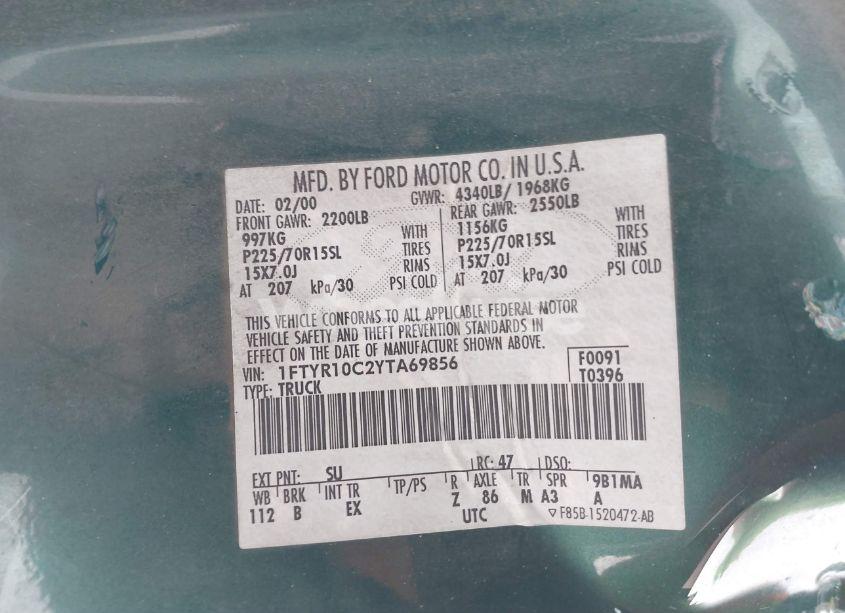 MFD. BY FORD MOTOR CO. IN U.S.A.
DATE: 02/00 GVWR: 4340LB/ 1968KG
FRONT GAWR: 2200LB REAR GAWR: 2550LB
997KG WITH 1156KG WITH
P225/70R15SL TIRES P225/70R15SL TIRES
15X7.0J RIMS 15X7.0J RIMS
AT 207 kPa/30 PSI COLD AT 207 kPa/30 PSI COLD
THIS VEHICLE CONFORMS TO ALL APPLICABLE FEDERAL MOTOR
VEHICLE SAFETY AND THEFT PREVENTION STANDARDS IN
EFFECT ON THE DATE OF MANUFACTURE SHOWN ABOVE.
VIN: 1FTYR10C2YTA69856 F0091
TYPE: TRUCK T0396
EXT PNT: SU RC: 47 DSO:
WB BRK INT TR TP/PS R AXLE TR SPR 9B1MA
112 B EX Z 86 M A3 A
UTC ▽ F85B-1520472-AB